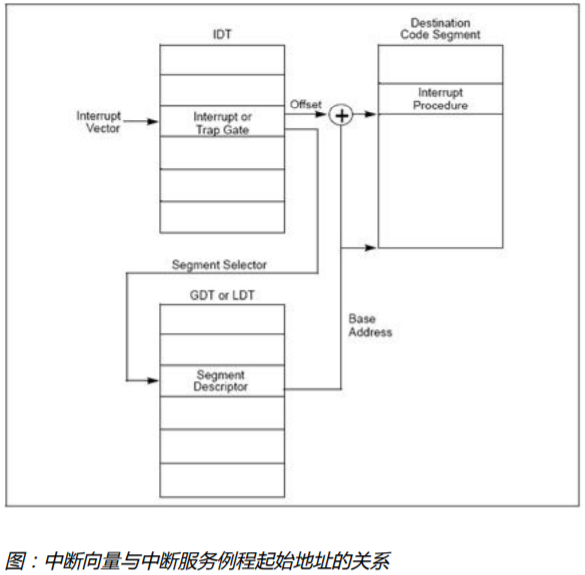 IDT
Destination
Code Segment
Interrupt
Vector
Interrupt or
Trap Gate
Offset
+
Interrupt
Procedure
Segment Selector
GDT or LDT
Base
Address
Segment
Descriptor
图：中断向量与中断服务例程起始地址的关系